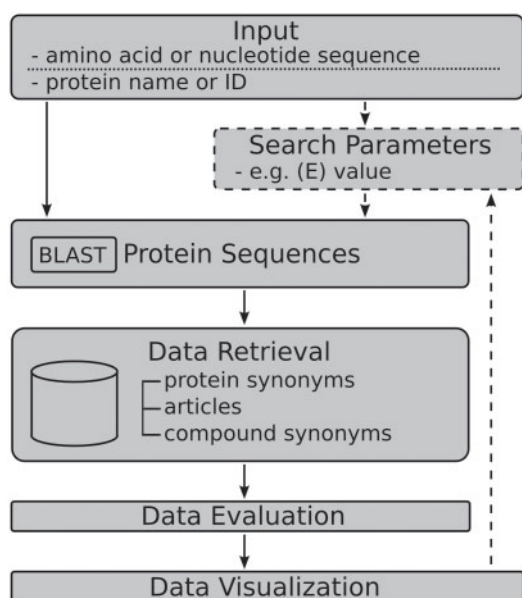 Input
- amino acid or nucleotide sequence
- protein name or ID
Search Parameters
- e.g. (E) value
BLAST Protein Sequences
Data Retrieval
protein synonyms
articles
compound synonyms
Data Evaluation
Data Visualization